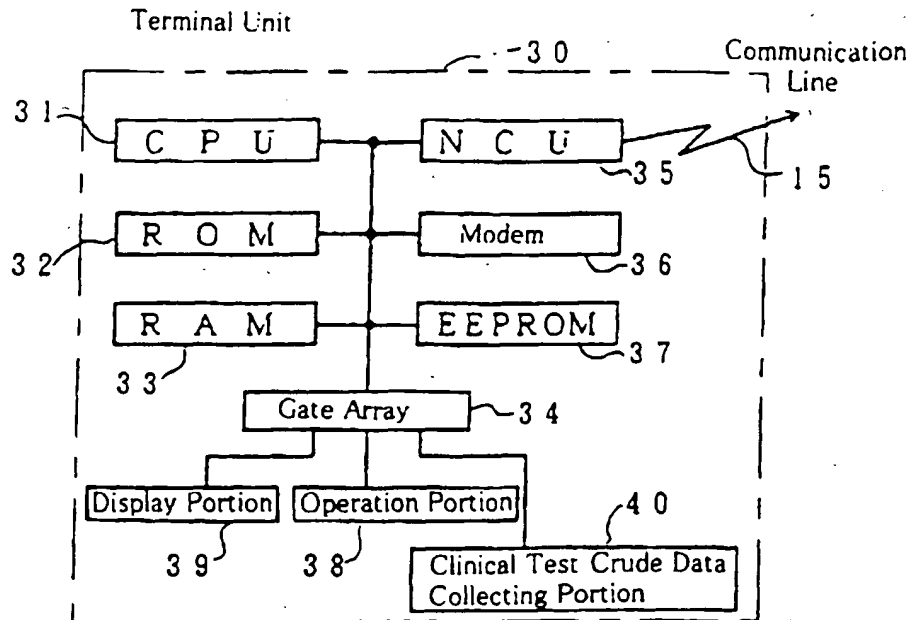 Terminal Unit
30
Communication
Line
31
CPU
NCU
35
15
ROM
32
Modem
36
RAM
33
EEPROM
37
Gate Array
34
Display Portion
39
Operation Portion
38
40
Clinical Test Crude Data
Collecting Portion